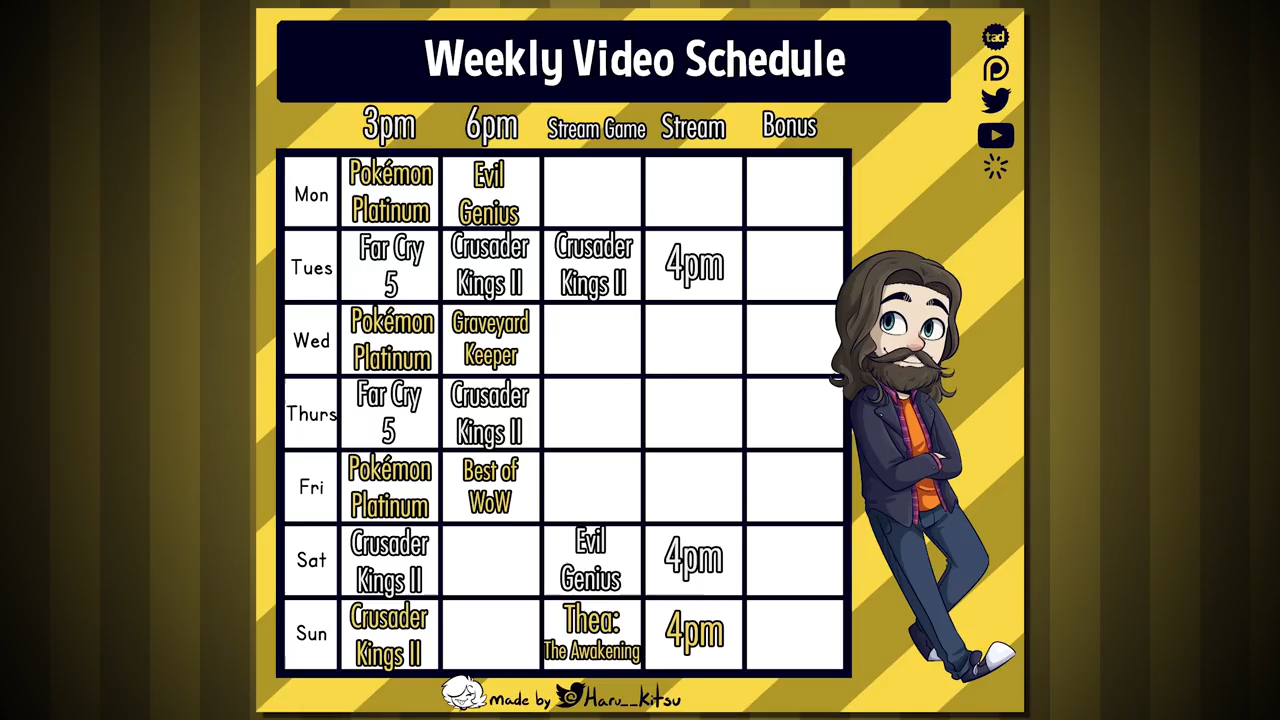 Weekly Video Schedule
tad
3pm 6pm Stream Game Stream Bonus
Mon
Pokémon
Platinum
Evil
Genius
Tues
Far Cry
5
Crusader
Kings II
Crusader
Kings II
4pm
Wed
Pokémon
Platinum
Graveyard
Keeper
Thurs
Far Cry
5
Crusader
Kings II
Fri
Pokémon
Platinum
Best of
WoW
Sat
Crusader
Kings II
Evil
Genius
4pm
Sun
Crusader
Kings II
Thea:
The Awakening
4pm
made by @Haru__Kitsu